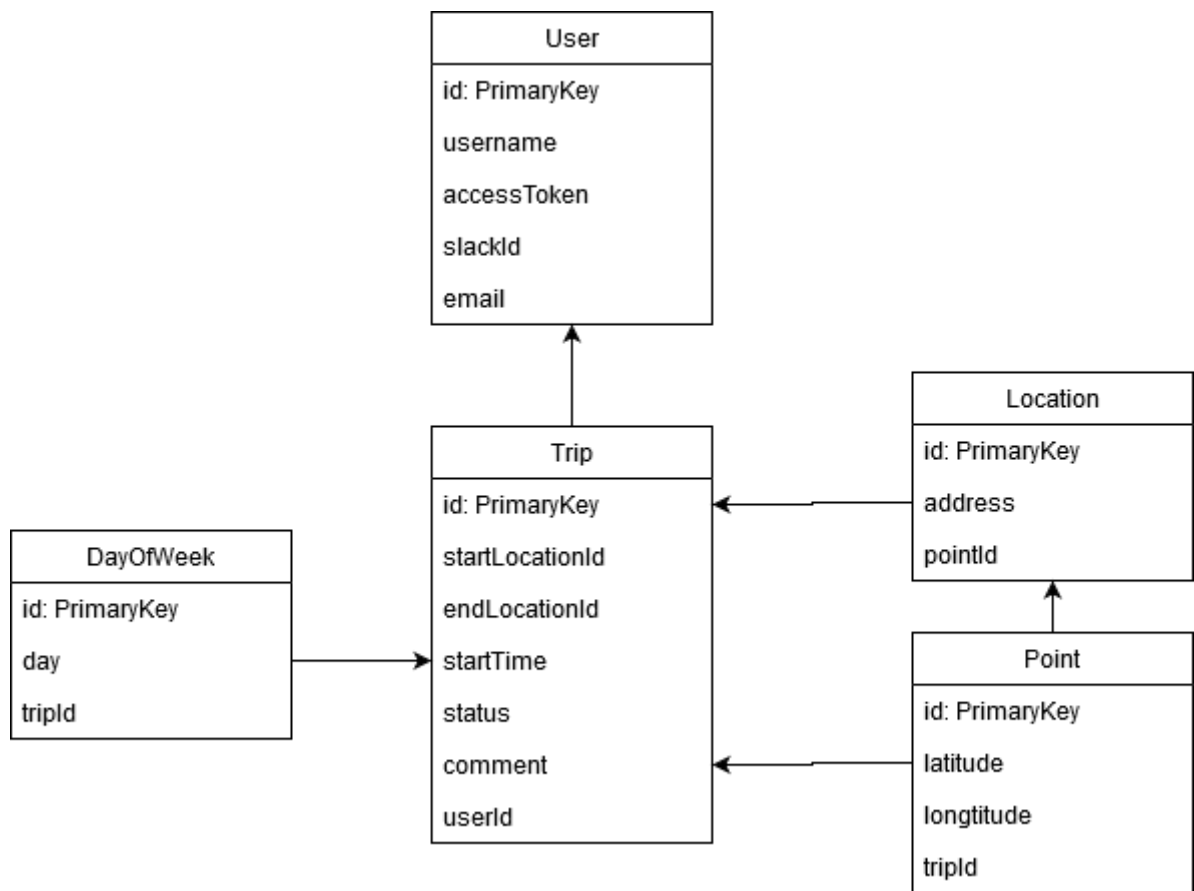 User
id: PrimaryKey
username
accessToken
slackId
email
Trip
id: PrimaryKey
startLocationId
endLocationId
startTime
status
comment
userId
DayOfWeek
id: PrimaryKey
day
tripId
Location
id: PrimaryKey
address
pointId
Point
id: PrimaryKey
latitude
longtitude
tripId